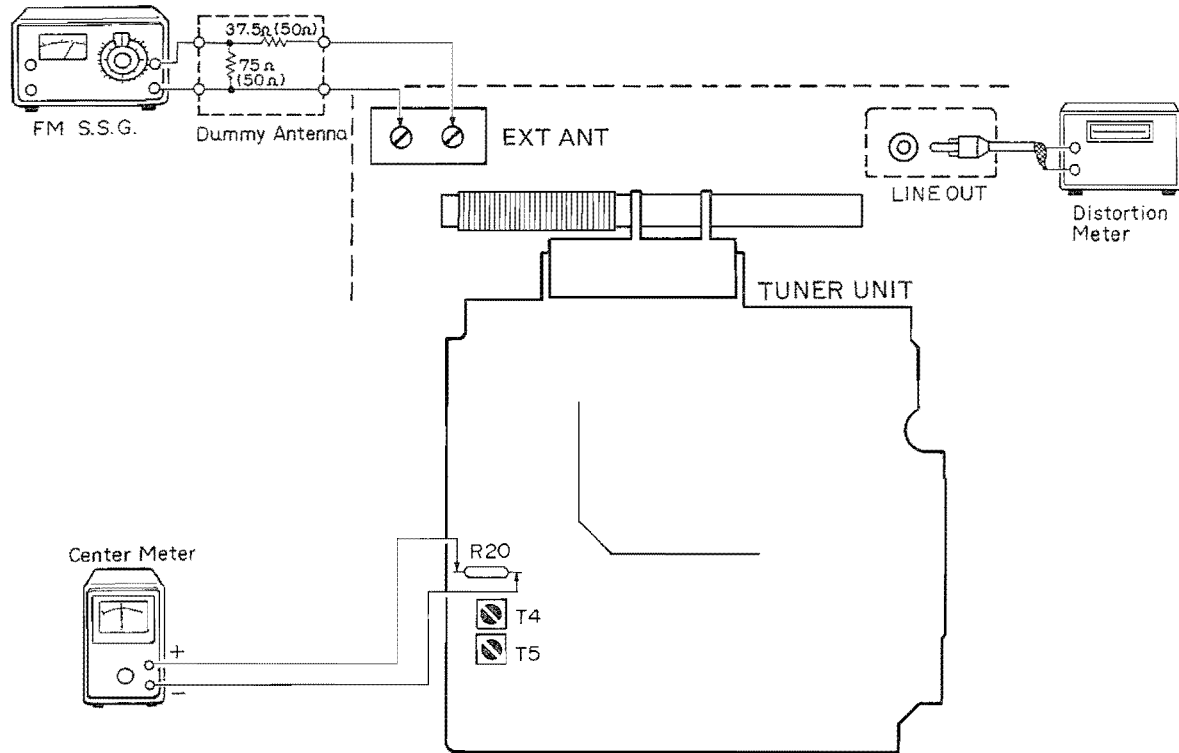 37.5Ω(50Ω)
75Ω
(50Ω)
FM S.S.G.
Dummy Antenna
EXT ANT
LINE OUT
Distortion
Meter
TUNER UNIT
Center Meter
R20
T4
T5
+
−